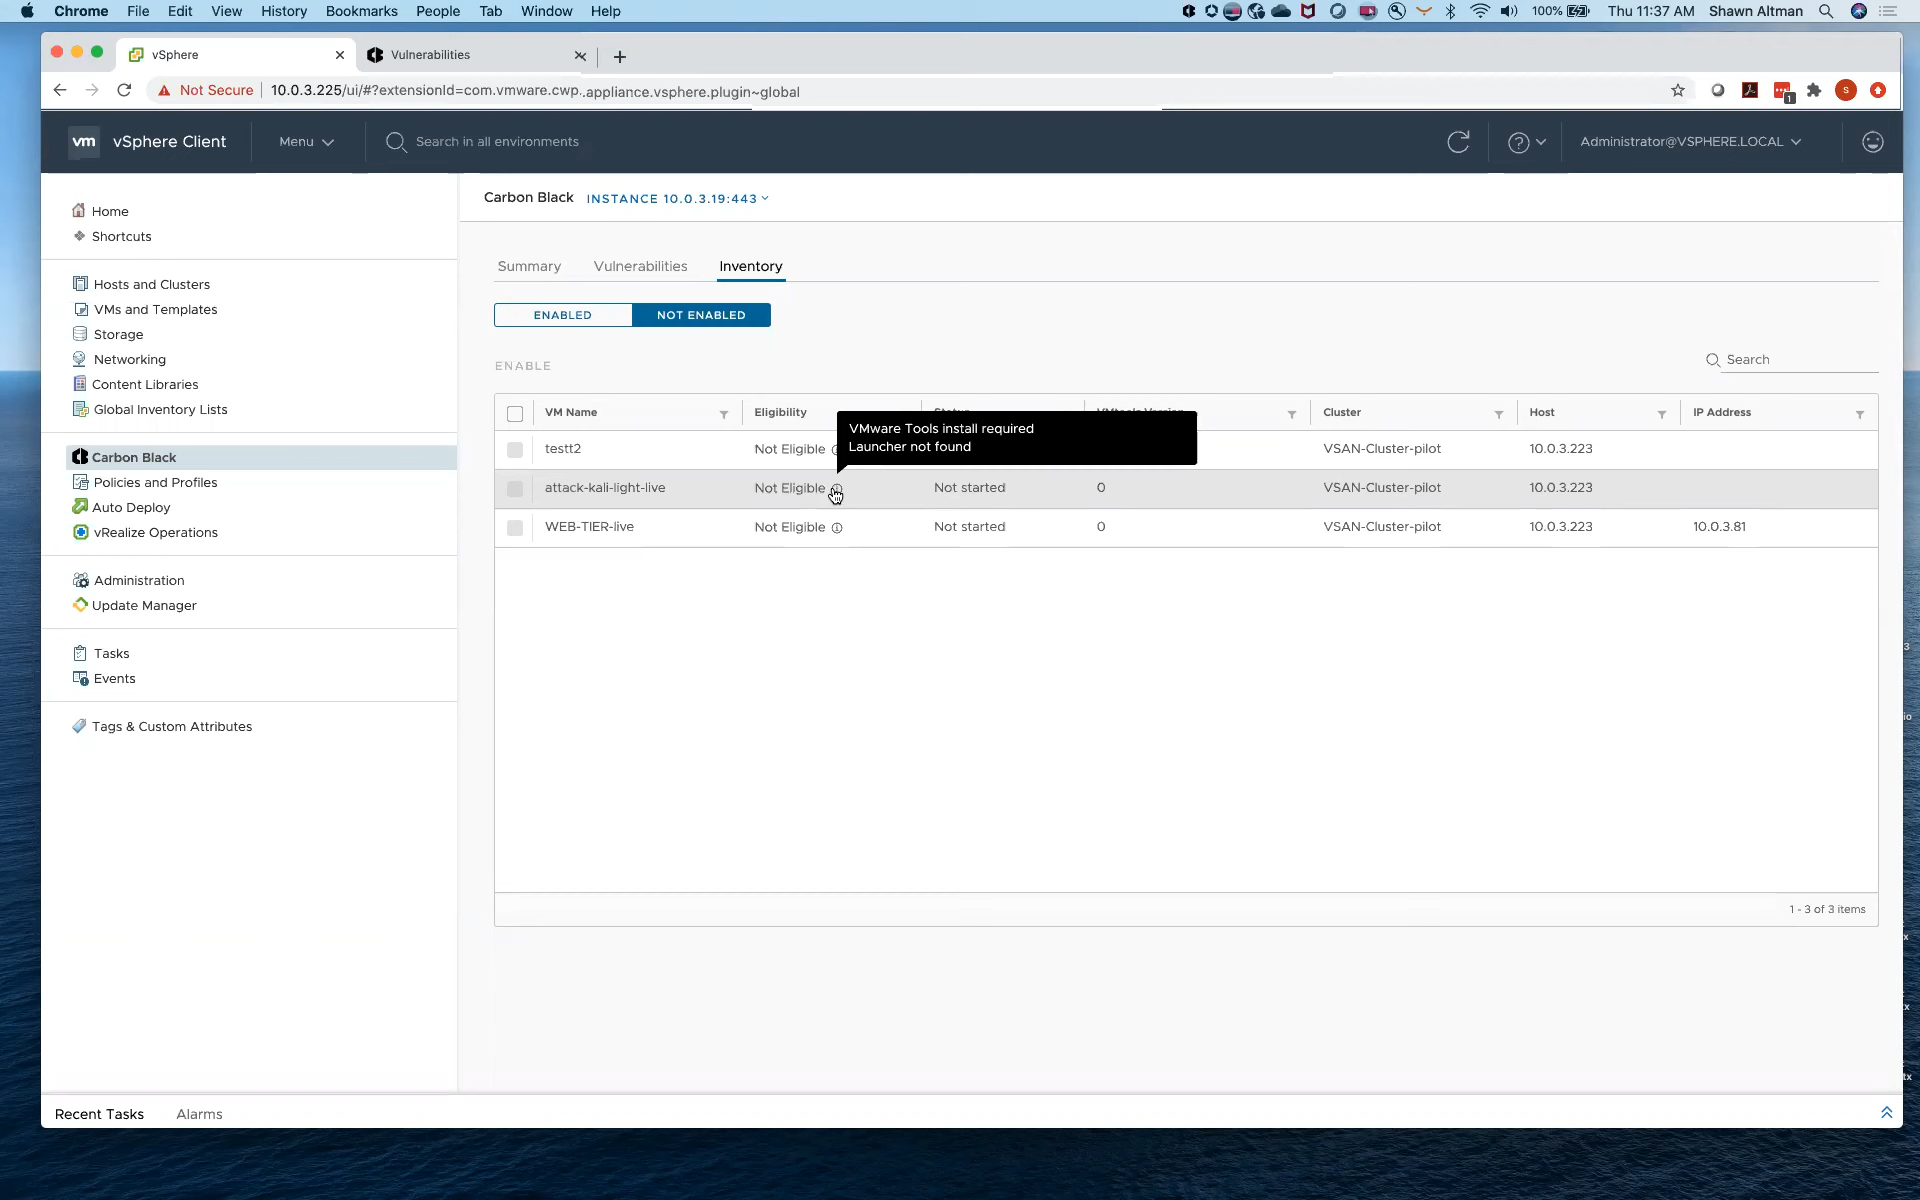 Chrome File Edit View History Bookmarks People Tab Window Help 100% Thu 11:37 AM Shawn Altman
vSphere Vulnerabilities
Not Secure 10.0.3.225/ui/#?extensionId=com.vmware.cwp..appliance.vsphere.plugin~global 1 S
vm vSphere Client Menu Search in all environments Administrator@VSPHERE.LOCAL
Home
Shortcuts
Hosts and Clusters
VMs and Templates
Storage
Networking
Content Libraries
Global Inventory Lists
Carbon Black
Policies and Profiles
Auto Deploy
vRealize Operations
Administration
Update Manager
Tasks
Events
Tags & Custom Attributes
Carbon Black INSTANCE 10.0.3.19:443
Summary Vulnerabilities Inventory
ENABLED NOT ENABLED
ENABLE Search
VM Name Eligibility Status VMtools Version Cluster Host IP Address
VMware Tools install required
Launcher not found
testt2 Not Eligible VSAN-Cluster-pilot 10.0.3.223
attack-kali-light-live Not Eligible Not started 0 VSAN-Cluster-pilot 10.0.3.223
WEB-TIER-live Not Eligible Not started 0 VSAN-Cluster-pilot 10.0.3.223 10.0.3.81
1 - 3 of 3 items
Recent Tasks Alarms